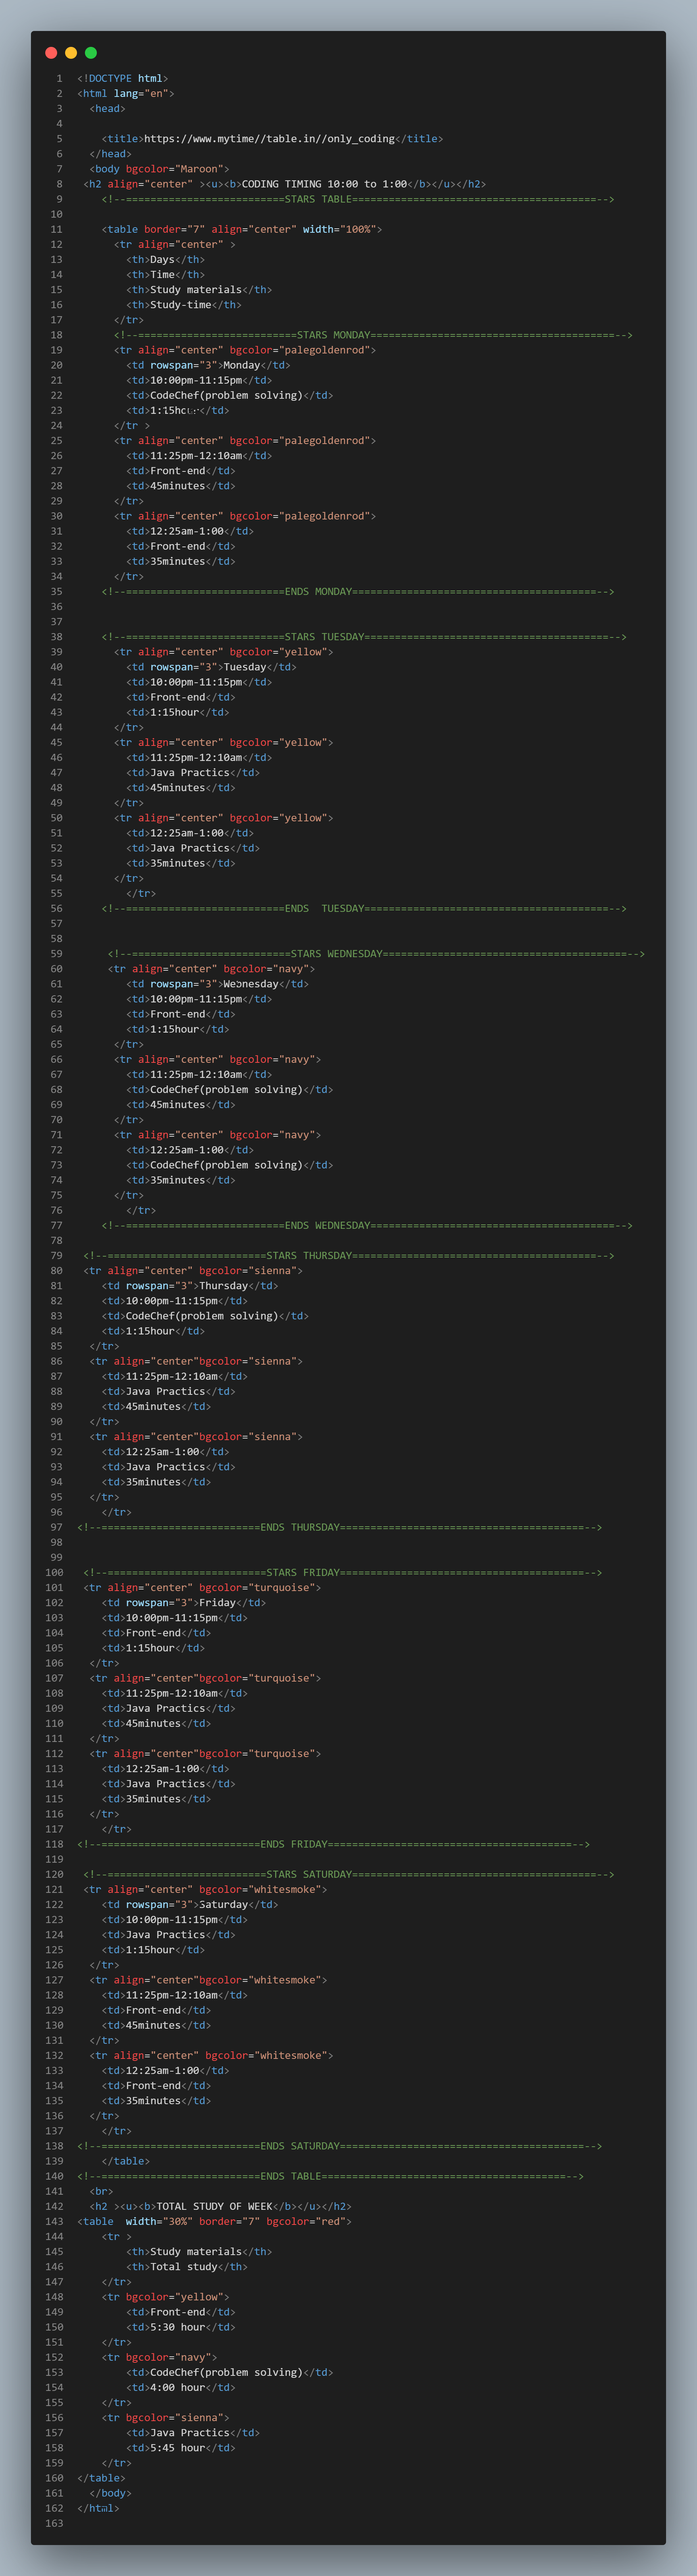 1 <!DOCTYPE html>
2 <html lang="en">
3 <head>
4
5 <title>https://www.mytime//table.in//only_coding</title>
6 </head>
7 <body bgcolor="Maroon">
8 <h2 align="center" ><u><b>CODING TIMING 10:00 to 1:00</b></u></h2>
9 <!--==========================STARS TABLE========================================-->
10
11 <table border="7" align="center" width="100%">
12 <tr align="center" >
13 <th>Days</th>
14 <th>Time</th>
15 <th>Study materials</th>
16 <th>Study-time</th>
17 </tr>
18 <!--==========================STARS MONDAY========================================-->
19 <tr align="center" bgcolor="palegoldenrod">
20 <td rowspan="3">Monday</td>
21 <td>10:00pm-11:15pm</td>
22 <td>CodeChef(problem solving)</td>
23 <td>1:15hour</td>
24 </tr >
25 <tr align="center" bgcolor="palegoldenrod">
26 <td>11:25pm-12:10am</td>
27 <td>Front-end</td>
28 <td>45minutes</td>
29 </tr>
30 <tr align="center" bgcolor="palegoldenrod">
31 <td>12:25am-1:00</td>
32 <td>Front-end</td>
33 <td>35minutes</td>
34 </tr>
35 <!--==========================ENDS MONDAY========================================-->
36
37
38 <!--==========================STARS TUESDAY========================================-->
39 <tr align="center" bgcolor="yellow">
40 <td rowspan="3">Tuesday</td>
41 <td>10:00pm-11:15pm</td>
42 <td>Front-end</td>
43 <td>1:15hour</td>
44 </tr>
45 <tr align="center" bgcolor="yellow">
46 <td>11:25pm-12:10am</td>
47 <td>Java Practics</td>
48 <td>45minutes</td>
49 </tr>
50 <tr align="center" bgcolor="yellow">
51 <td>12:25am-1:00</td>
52 <td>Java Practics</td>
53 <td>35minutes</td>
54 </tr>
55 </tr>
56 <!--==========================ENDS  TUESDAY========================================-->
57
58
59 <!--==========================STARS WEDNESDAY========================================-->
60 <tr align="center" bgcolor="navy">
61 <td rowspan="3">Wednesday</td>
62 <td>10:00pm-11:15pm</td>
63 <td>Front-end</td>
64 <td>1:15hour</td>
65 </tr>
66 <tr align="center" bgcolor="navy">
67 <td>11:25pm-12:10am</td>
68 <td>CodeChef(problem solving)</td>
69 <td>45minutes</td>
70 </tr>
71 <tr align="center" bgcolor="navy">
72 <td>12:25am-1:00</td>
73 <td>CodeChef(problem solving)</td>
74 <td>35minutes</td>
75 </tr>
76 </tr>
77 <!--==========================ENDS WEDNESDAY========================================-->
78
79 <!--==========================STARS THURSDAY========================================-->
80 <tr align="center" bgcolor="sienna">
81 <td rowspan="3">Thursday</td>
82 <td>10:00pm-11:15pm</td>
83 <td>CodeChef(problem solving)</td>
84 <td>1:15hour</td>
85 </tr>
86 <tr align="center"bgcolor="sienna">
87 <td>11:25pm-12:10am</td>
88 <td>Java Practics</td>
89 <td>45minutes</td>
90 </tr>
91 <tr align="center"bgcolor="sienna">
92 <td>12:25am-1:00</td>
93 <td>Java Practics</td>
94 <td>35minutes</td>
95 </tr>
96 </tr>
97 <!--==========================ENDS THURSDAY========================================-->
98
99
100 <!--==========================STARS FRIDAY========================================-->
101 <tr align="center" bgcolor="turquoise">
102 <td rowspan="3">Friday</td>
103 <td>10:00pm-11:15pm</td>
104 <td>Front-end</td>
105 <td>1:15hour</td>
106 </tr>
107 <tr align="center"bgcolor="turquoise">
108 <td>11:25pm-12:10am</td>
109 <td>Java Practics</td>
110 <td>45minutes</td>
111 </tr>
112 <tr align="center"bgcolor="turquoise">
113 <td>12:25am-1:00</td>
114 <td>Java Practics</td>
115 <td>35minutes</td>
116 </tr>
117 </tr>
118 <!--==========================ENDS FRIDAY========================================-->
119
120 <!--==========================STARS SATURDAY========================================-->
121 <tr align="center" bgcolor="whitesmoke">
122 <td rowspan="3">Saturday</td>
123 <td>10:00pm-11:15pm</td>
124 <td>Java Practics</td>
125 <td>1:15hour</td>
126 </tr>
127 <tr align="center"bgcolor="whitesmoke">
128 <td>11:25pm-12:10am</td>
129 <td>Front-end</td>
130 <td>45minutes</td>
131 </tr>
132 <tr align="center" bgcolor="whitesmoke">
133 <td>12:25am-1:00</td>
134 <td>Front-end</td>
135 <td>35minutes</td>
136 </tr>
137 </tr>
138 <!--==========================ENDS SATURDAY========================================-->
139 </table>
140 <!--==========================ENDS TABLE========================================-->
141 <br>
142 <h2 ><u><b>TOTAL STUDY OF WEEK</b></u></h2>
143 <table  width="30%" border="7" bgcolor="red">
144 <tr >
145 <th>Study materials</th>
146 <th>Total study</th>
147 </tr>
148 <tr bgcolor="yellow">
149 <td>Front-end</td>
150 <td>5:30 hour</td>
151 </tr>
152 <tr bgcolor="navy">
153 <td>CodeChef(problem solving)</td>
154 <td>4:00 hour</td>
155 </tr>
156 <tr bgcolor="sienna">
157 <td>Java Practics</td>
158 <td>5:45 hour</td>
159 </tr>
160 </table>
161 </body>
162 </html>
163